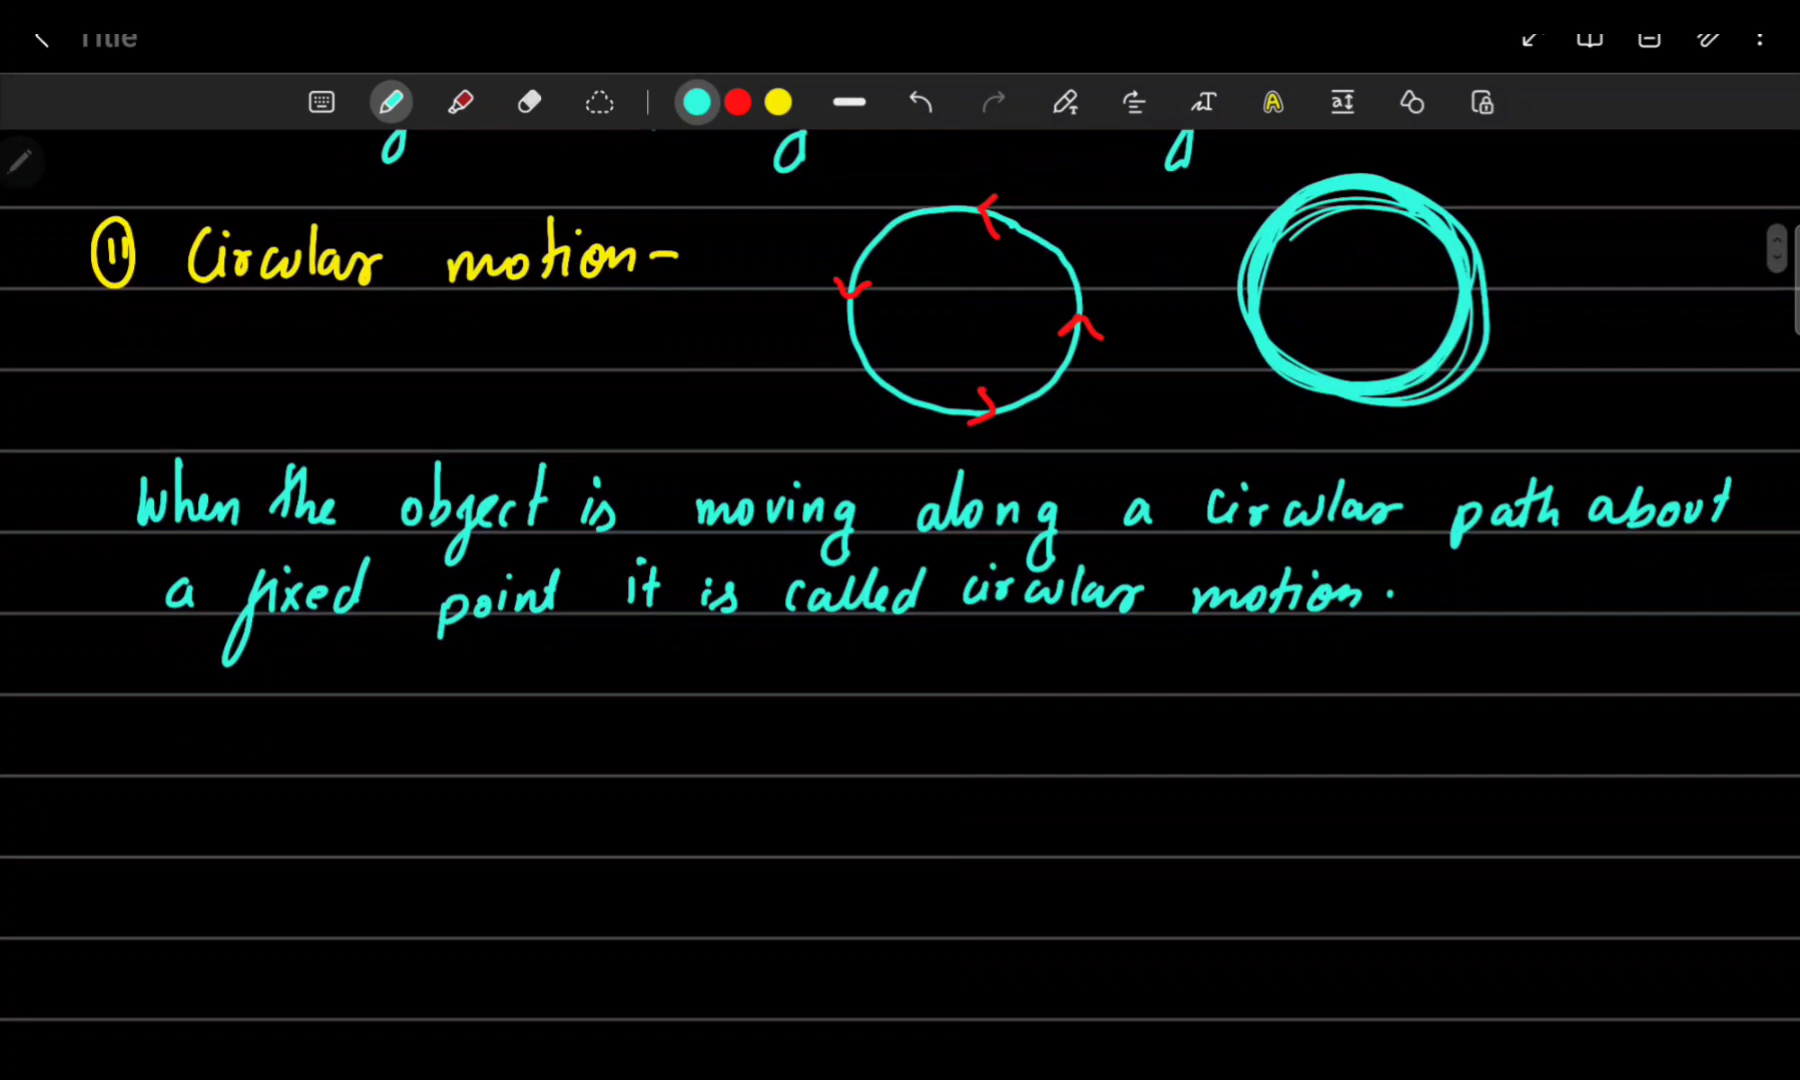 Title
(ii) Circular motion-
When the object is moving along a circular path about
a fixed point it is called circular motion.